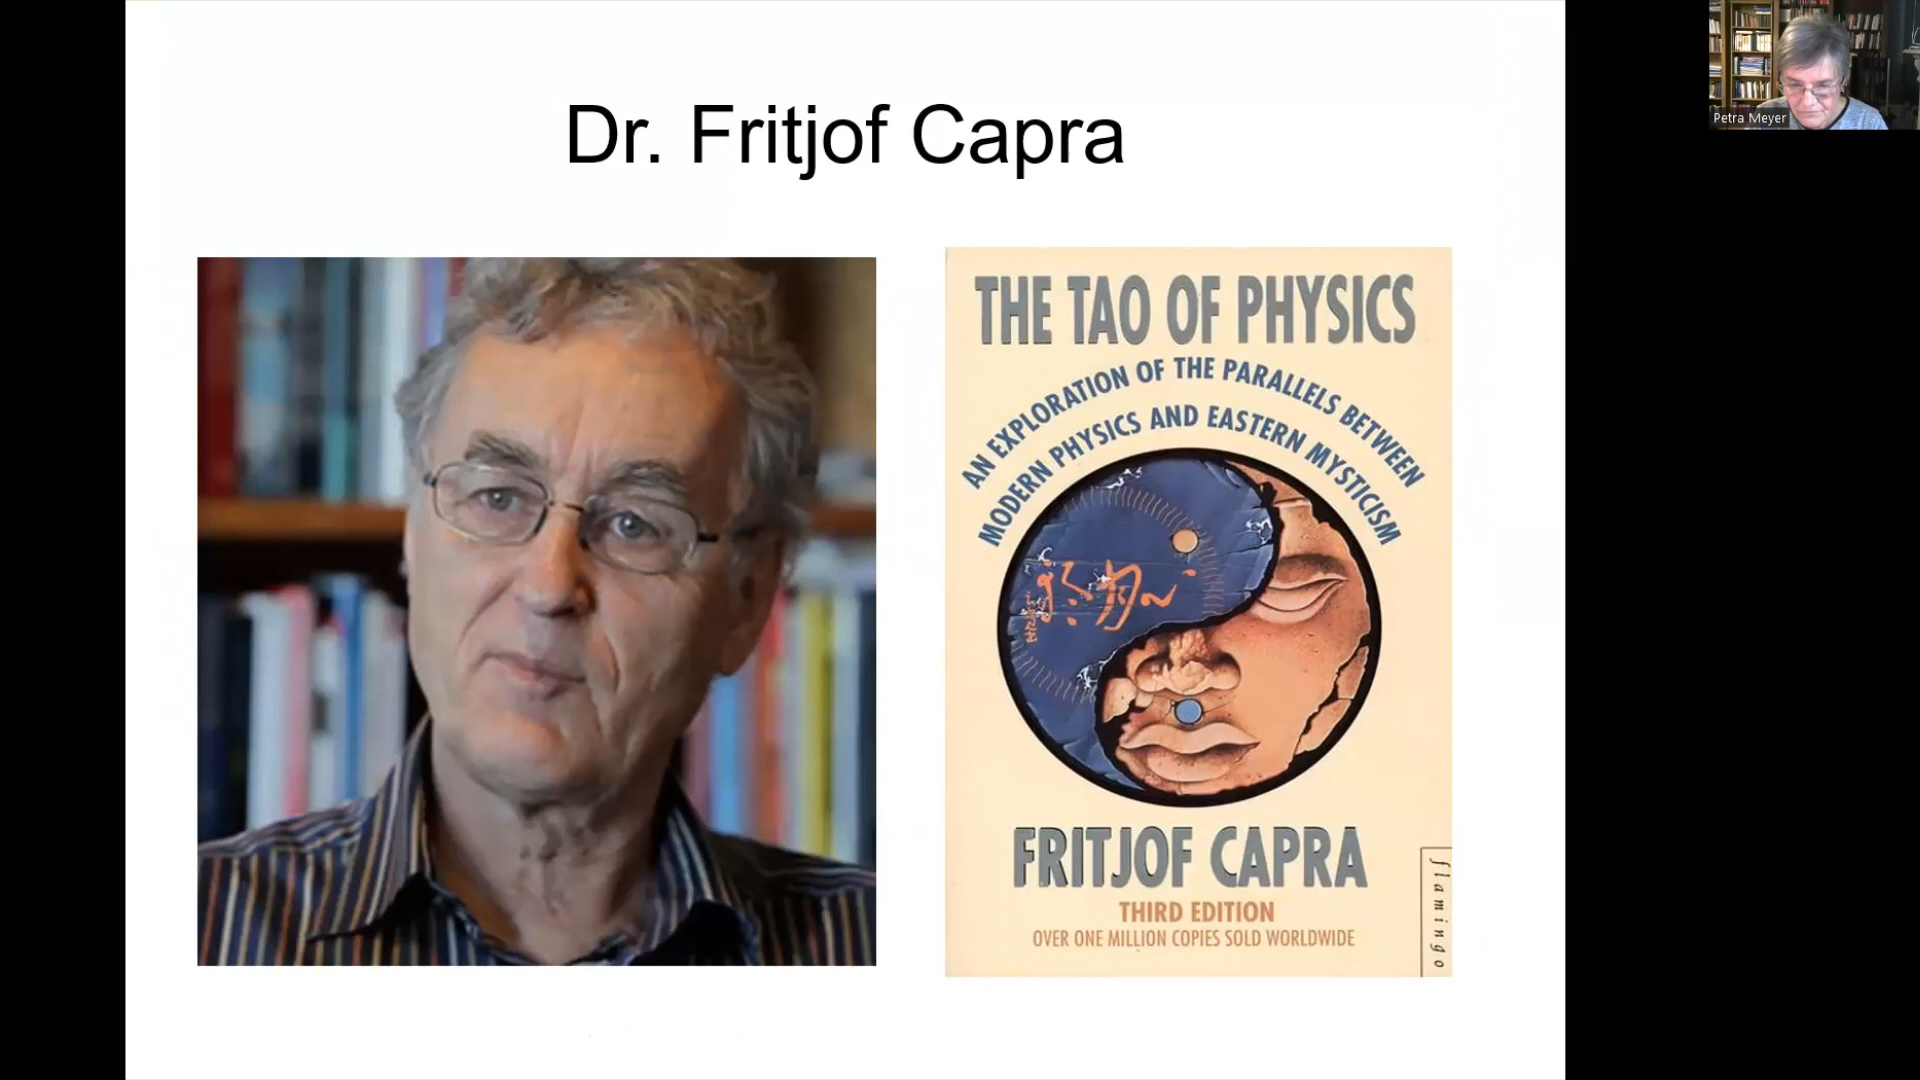 Dr. Fritjof Capra
THE TAO OF PHYSICS
AN EXPLORATION OF THE PARALLELS BETWEEN
MODERN PHYSICS AND EASTERN MYSTICISM
FRITJOF CAPRA
THIRD EDITION
OVER ONE MILLION COPIES SOLD WORLDWIDE
flamingo
Petra Meyer